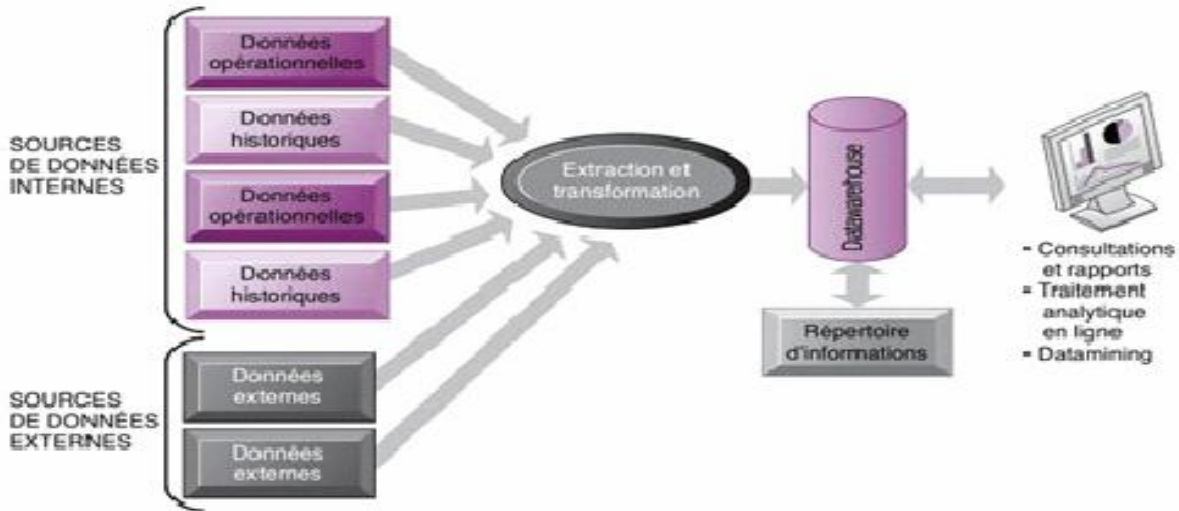 SOURCES
DE DONNÉES
INTERNES
Données
opérationnelles
Données
historiques
Données
opérationnelles
Données
historiques
SOURCES
DE DONNÉES
EXTERNES
Données
externes
Données
externes
Extraction et
transformation
Datawarehouse
Répertoire
d'informations
- Consultations
et rapports
- Traitement
analytique
en ligne
- Datamining